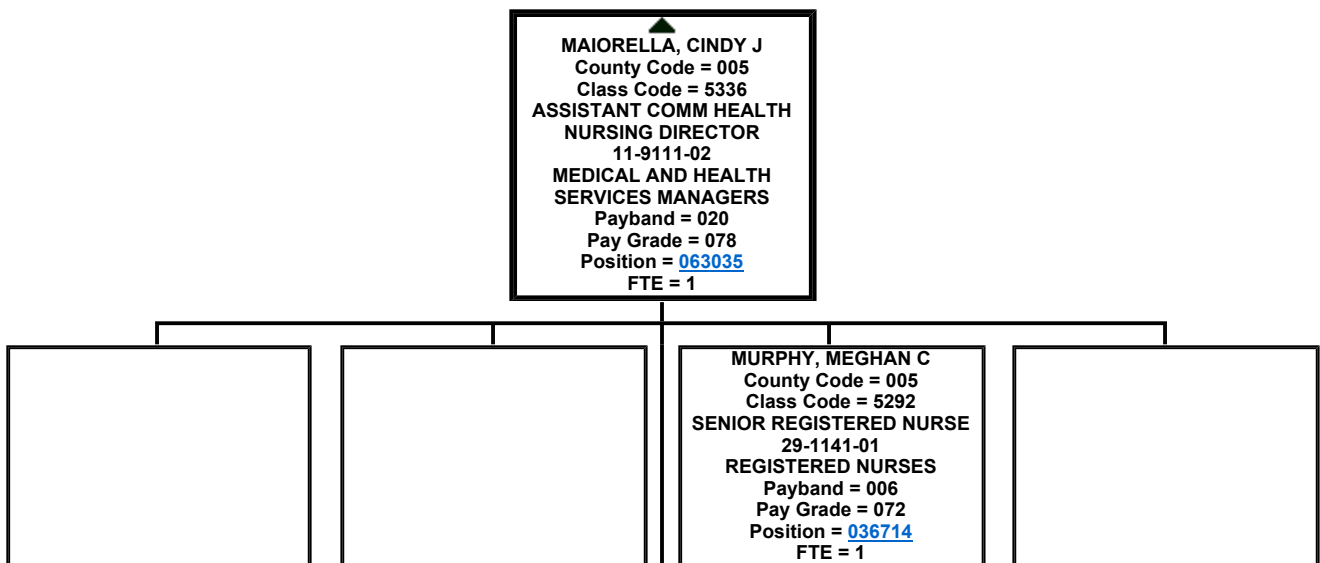 MAIORELLA, CINDY J
County Code = 005
Class Code = 5336
ASSISTANT COMM HEALTH
NURSING DIRECTOR
11-9111-02
MEDICAL AND HEALTH
SERVICES MANAGERS
Payband = 020
Pay Grade = 078
Position = 063035
FTE = 1
MURPHY, MEGHAN C
County Code = 005
Class Code = 5292
SENIOR REGISTERED NURSE
29-1141-01
REGISTERED NURSES
Payband = 006
Pay Grade = 072
Position = 036714
FTE = 1